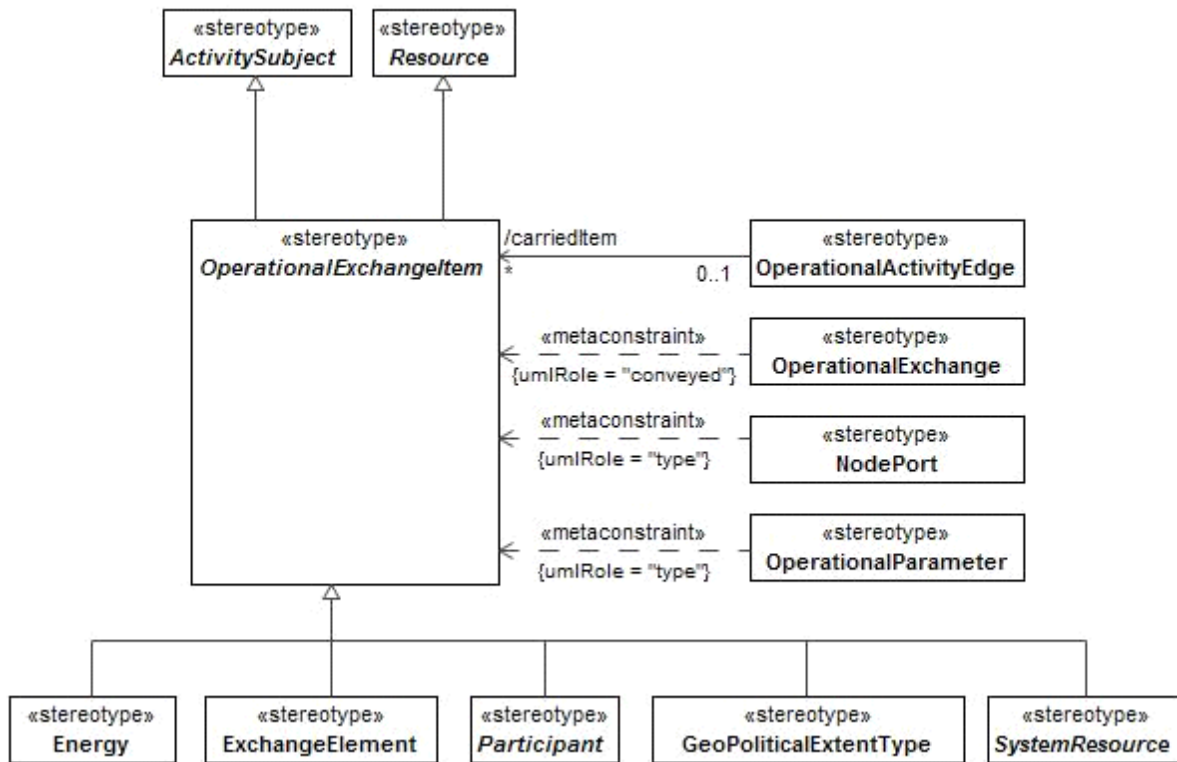 «stereotype»
ActivitySubject
«stereotype»
Resource
«stereotype»
OperationalExchangeItem
/carriedItem
*
0..1
«stereotype»
OperationalActivityEdge
«metaconstraint»
{umlRole = "conveyed"}
«stereotype»
OperationalExchange
«metaconstraint»
{umlRole = "type"}
«stereotype»
NodePort
«metaconstraint»
{umlRole = "type"}
«stereotype»
OperationalParameter
«stereotype»
Energy
«stereotype»
ExchangeElement
«stereotype»
Participant
«stereotype»
GeoPoliticalExtentType
«stereotype»
SystemResource